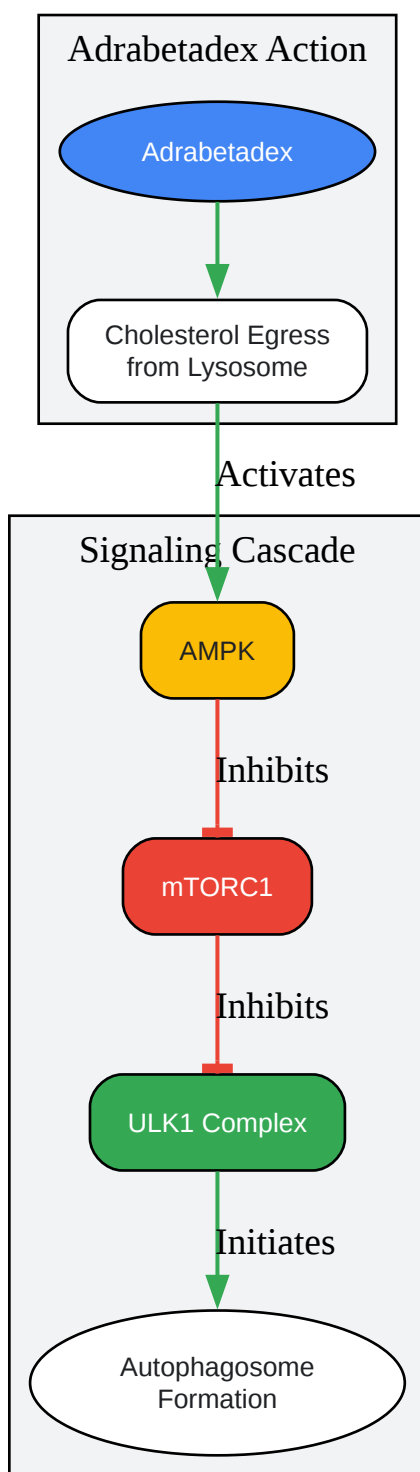 Adrabetadex Action
Adrabetadex
Cholesterol Egress
from Lysosome
Activates
Signaling Cascade
AMPK
Inhibits
mTORC1
Inhibits
ULK1 Complex
Initiates
Autophagosome
Formation